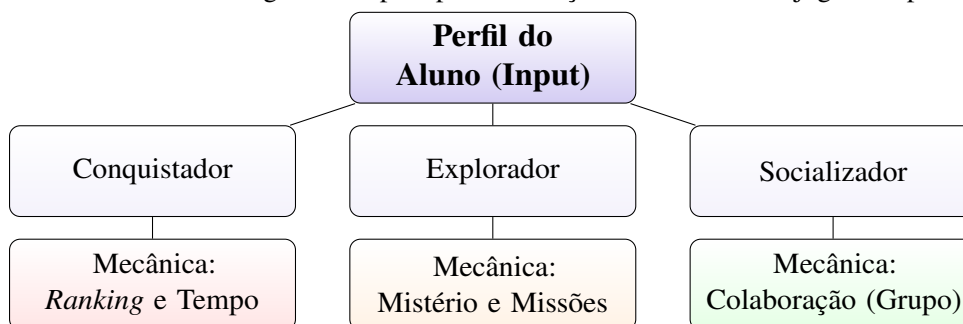 Perfil do
Aluno (Input)
Conquistador
Explorador
Socializador
Mecânica:
Ranking e Tempo
Mecânica:
Mistério e Missões
Mecânica:
Colaboração (Grupo)